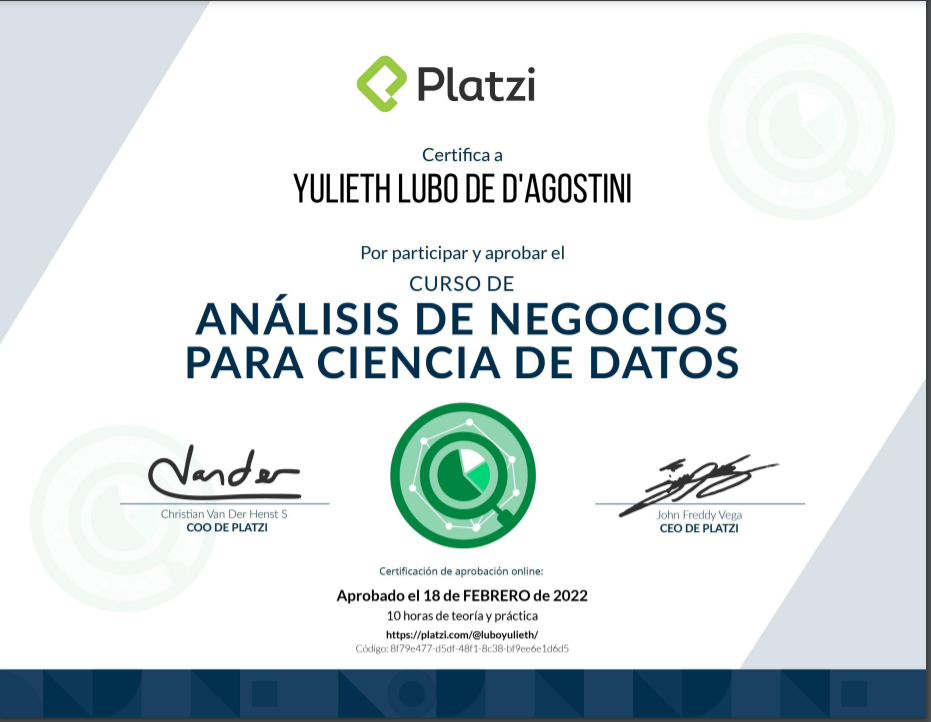 Platzi
Certifica a
YULIETH LUBO DE D'AGOSTINI
Por participar y aprobar el
CURSO DE
ANÁLISIS DE NEGOCIOS
PARA CIENCIA DE DATOS
Vander
Christian Van Der Henst S
COO DE PLATZI
John Freddy Vega
CEO DE PLATZI
Certificación de aprobación online:
Aprobado el 18 de FEBRERO de 2022
10 horas de teoría y práctica
https://platzi.com/@luboyulieth/
Código: 8f79e477-d5df-48f1-8c38-bf9ee6e1d6d5